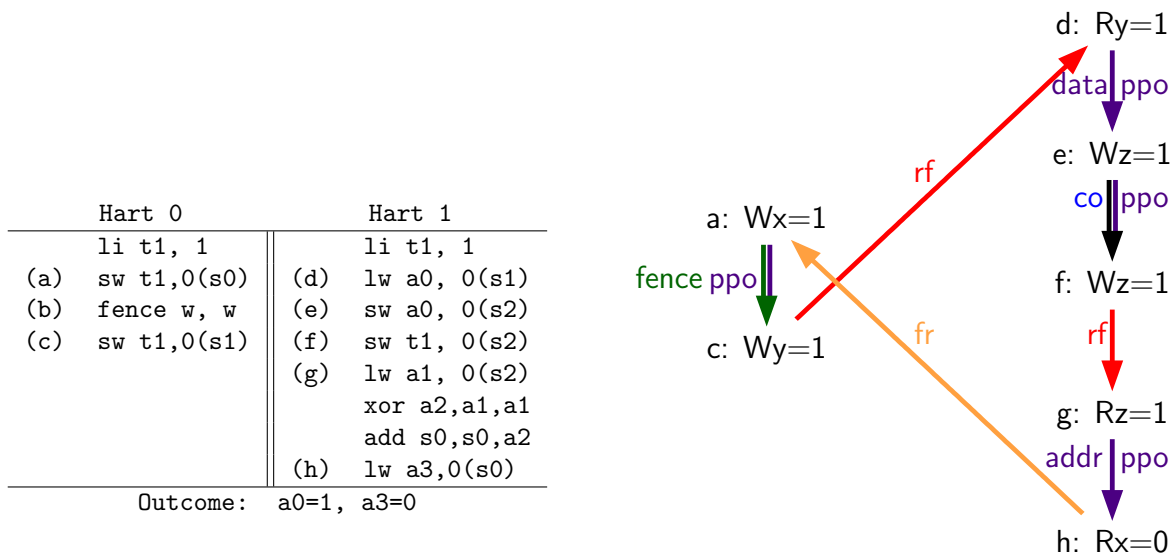 Hart 0 Hart 1
li t1, 1 li t1, 1
(a) sw t1,0(s0) (d) lw a0, 0(s1)
(b) fence w, w (e) sw a0, 0(s2)
(c) sw t1,0(s1) (f) sw t1, 0(s2)
(g) lw a1, 0(s2)
xor a2,a1,a1
add s0,s0,a2
(h) lw a3,0(s0)
Outcome: a0=1, a3=0
d: Ry=1
data ppo
e: Wz=1
rf
co ppo
a: Wx=1
fence ppo
f: Wz=1
c: Wy=1
fr
rf
g: Rz=1
addr ppo
h: Rx=0